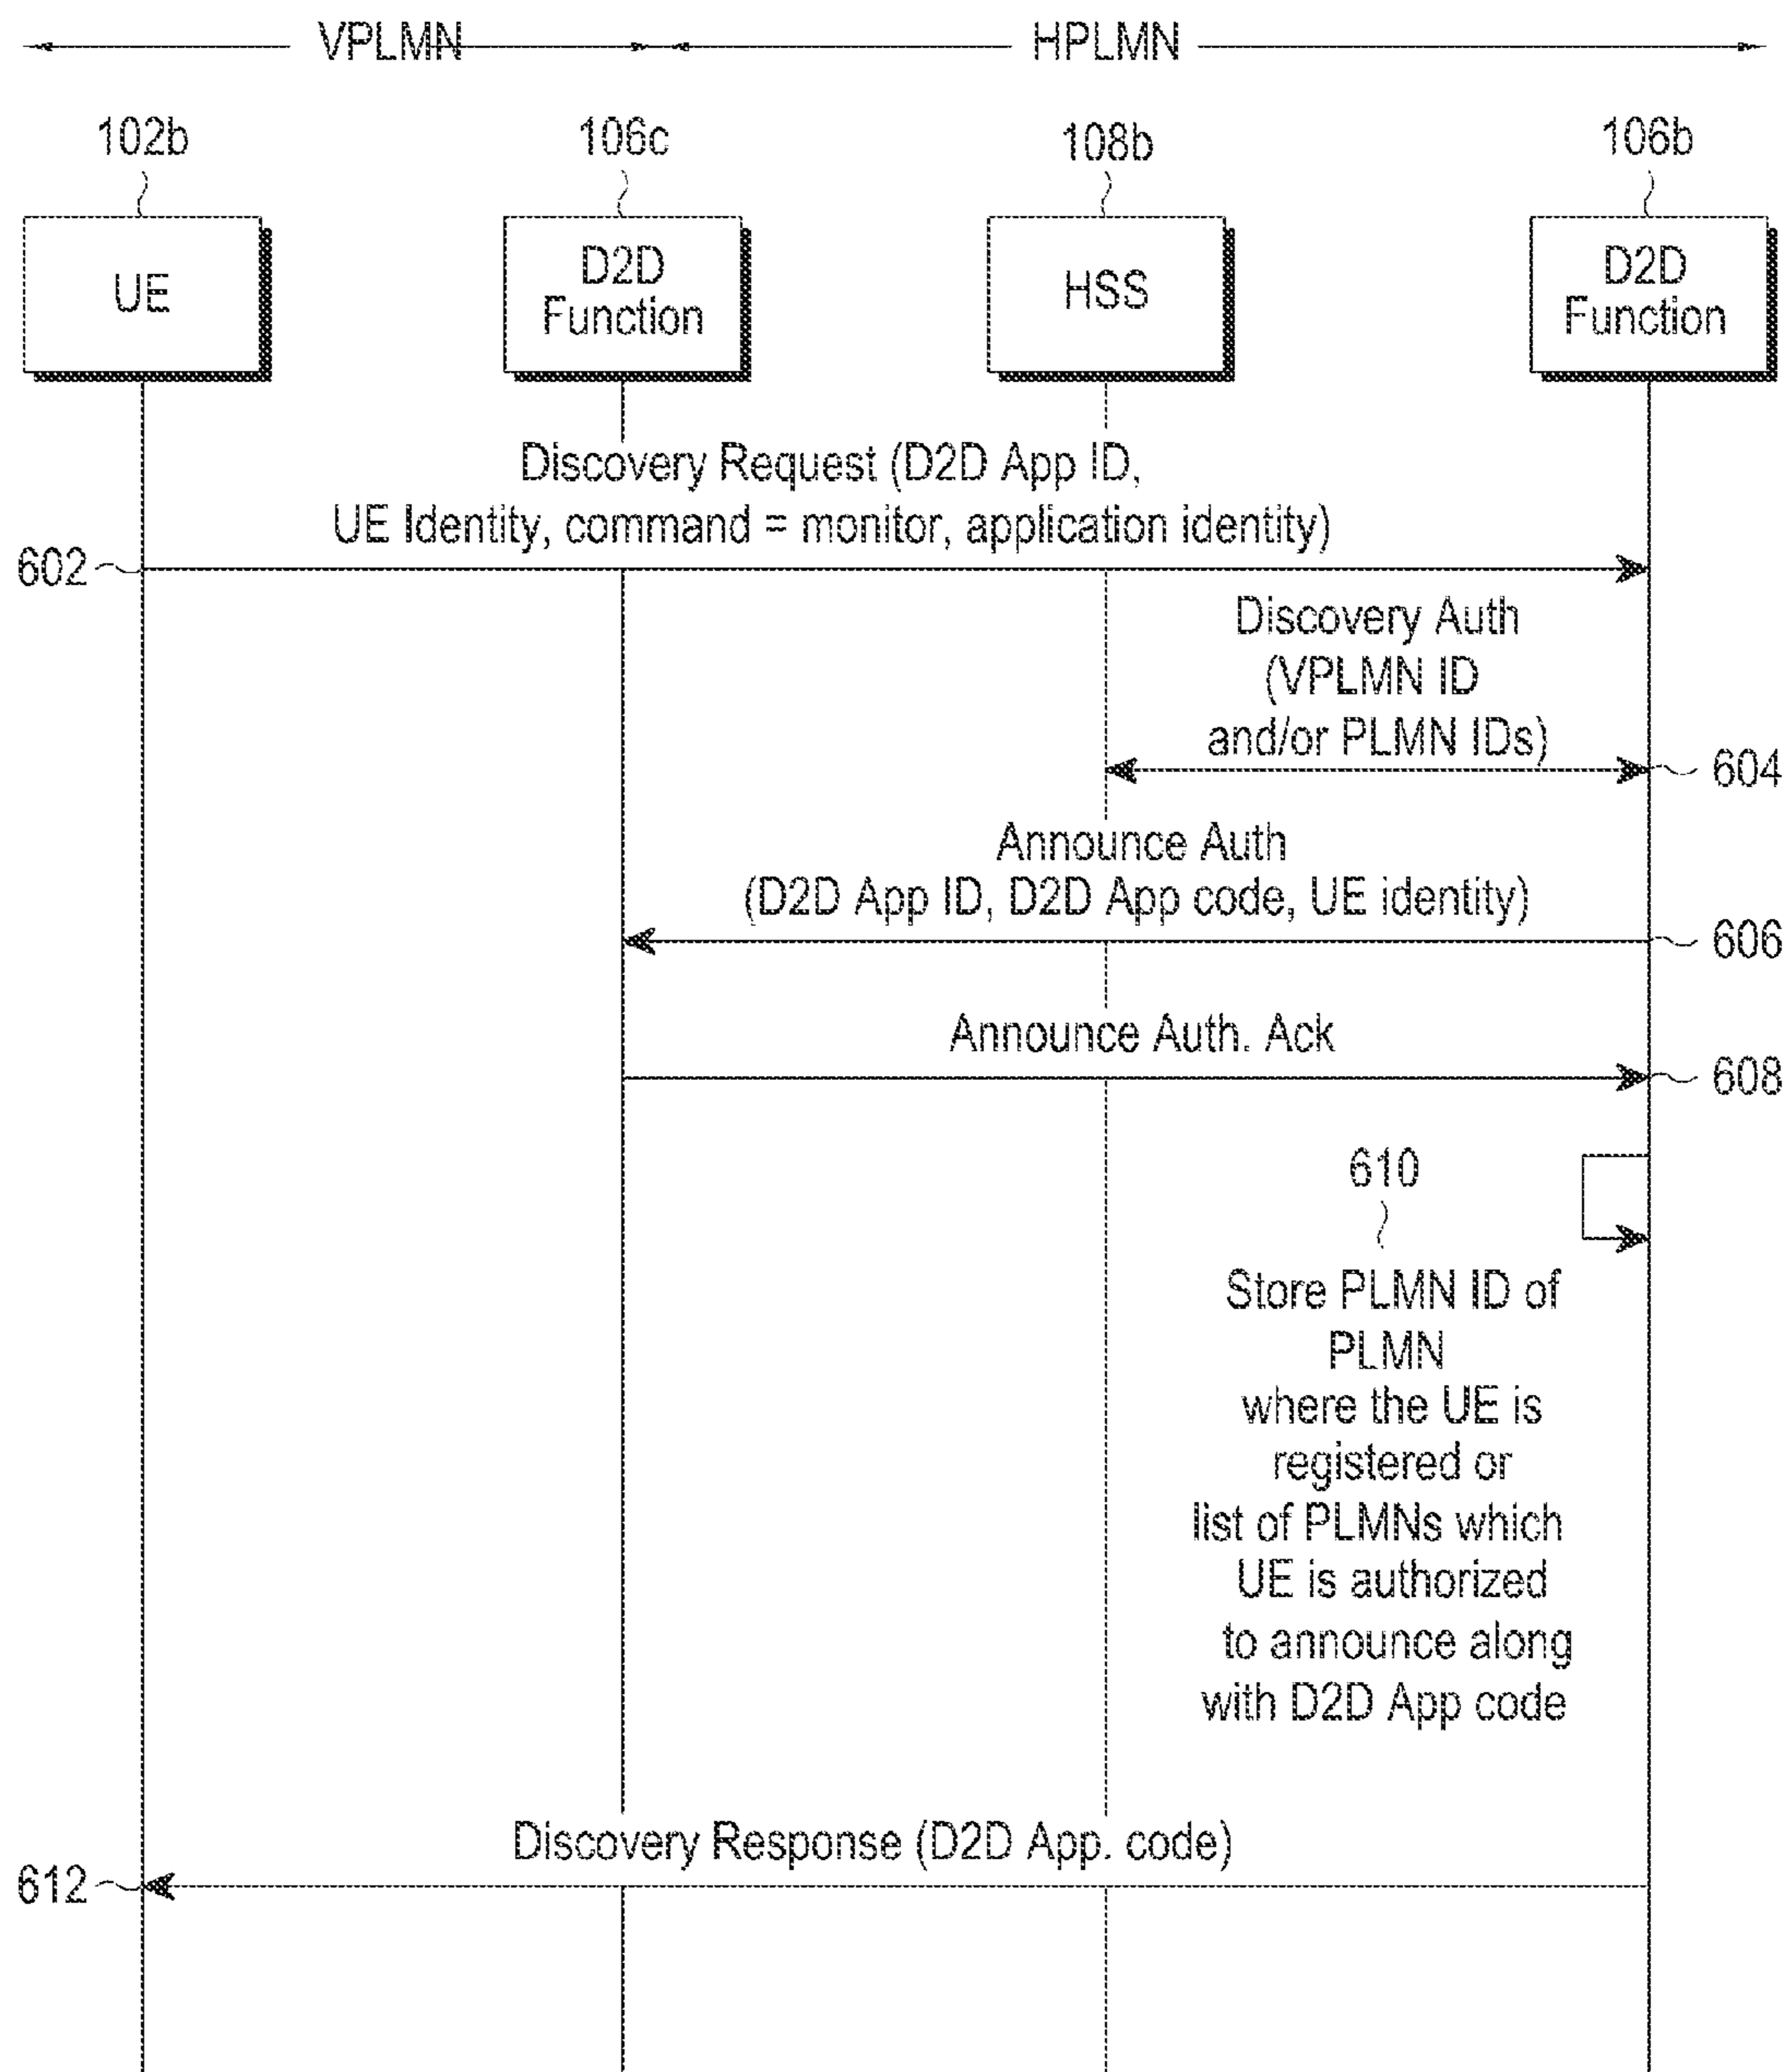 VPLMN
HPLMN
102b
106c
108b
106b
UE
D2D
Function
HSS
D2D
Function
Discovery Request (D2D App ID,
UE Identity, command = monitor, application identity)
602
Discovery Auth
(VPLMN ID
and/or PLMN IDs)
604
Announce Auth
(D2D App ID, D2D App code, UE identity)
606
Announce Auth. Ack
608
610
Store PLMN ID of
PLMN
where the UE is
registered or
list of PLMNs which
UE is authorized
to announce along
with D2D App code
Discovery Response (D2D App. code)
612